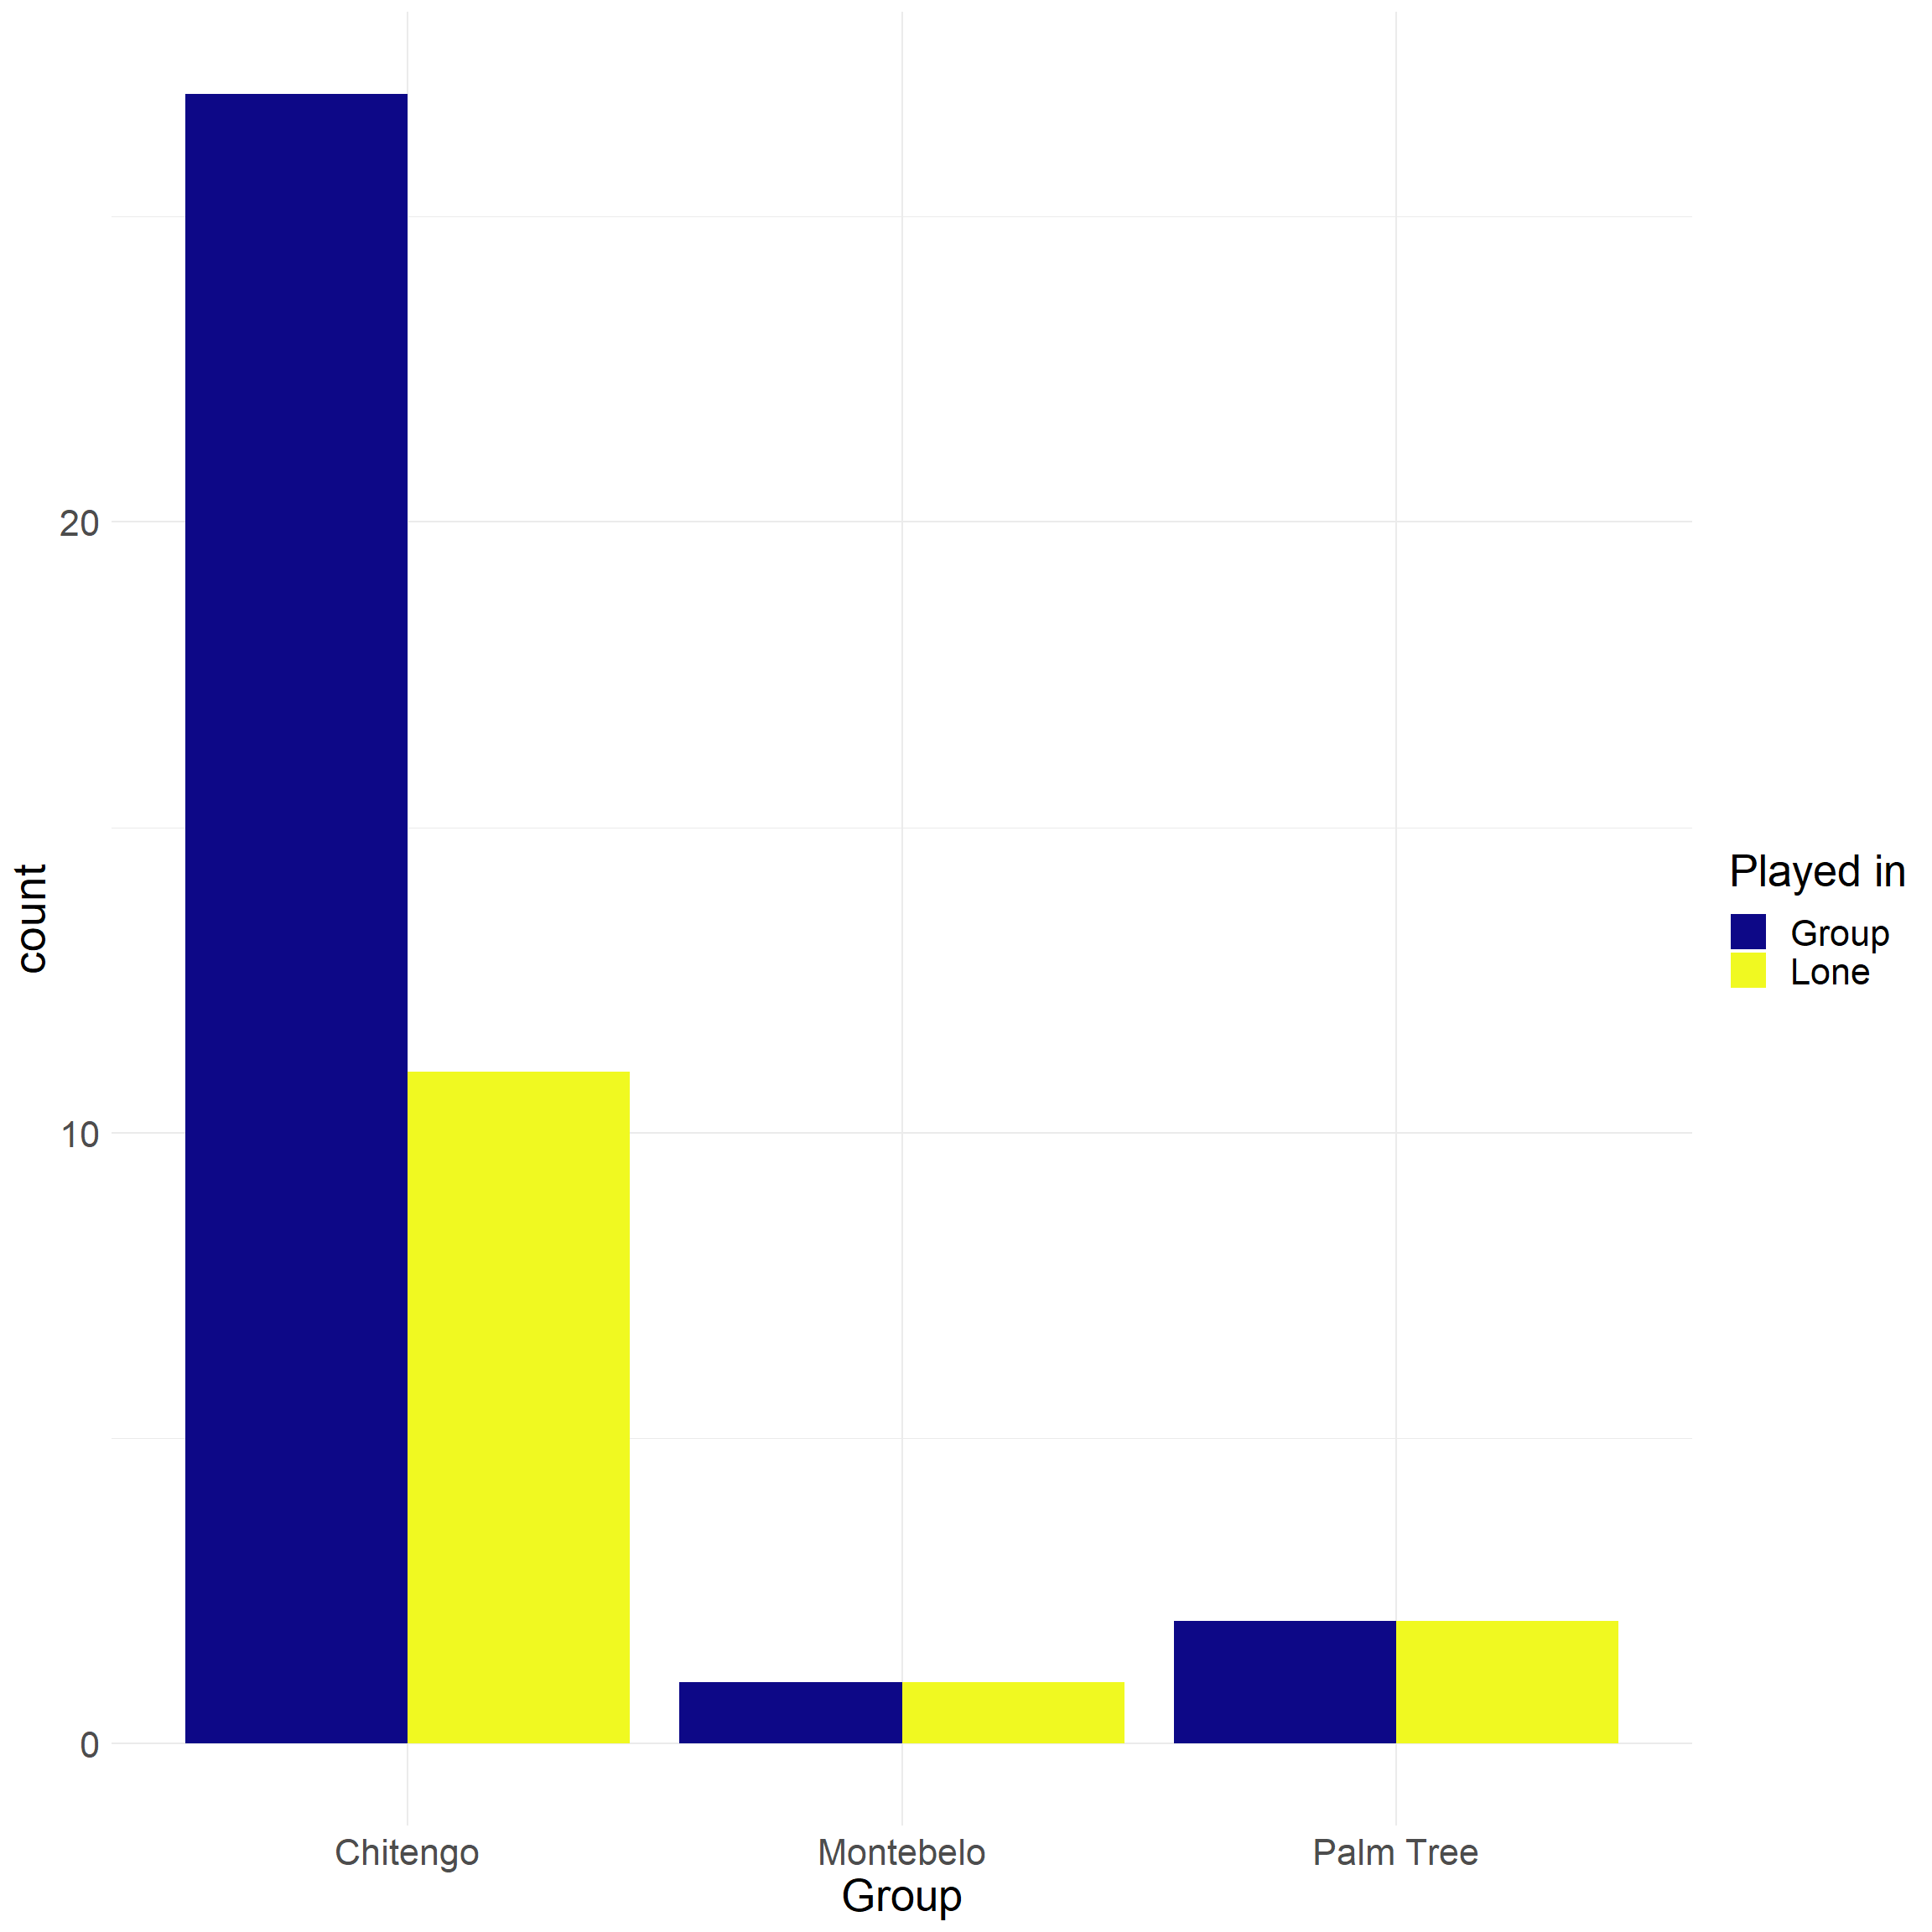 count
20
10
0
Chitengo
Montebelo
Palm Tree
Group
Played in
Group
Lone